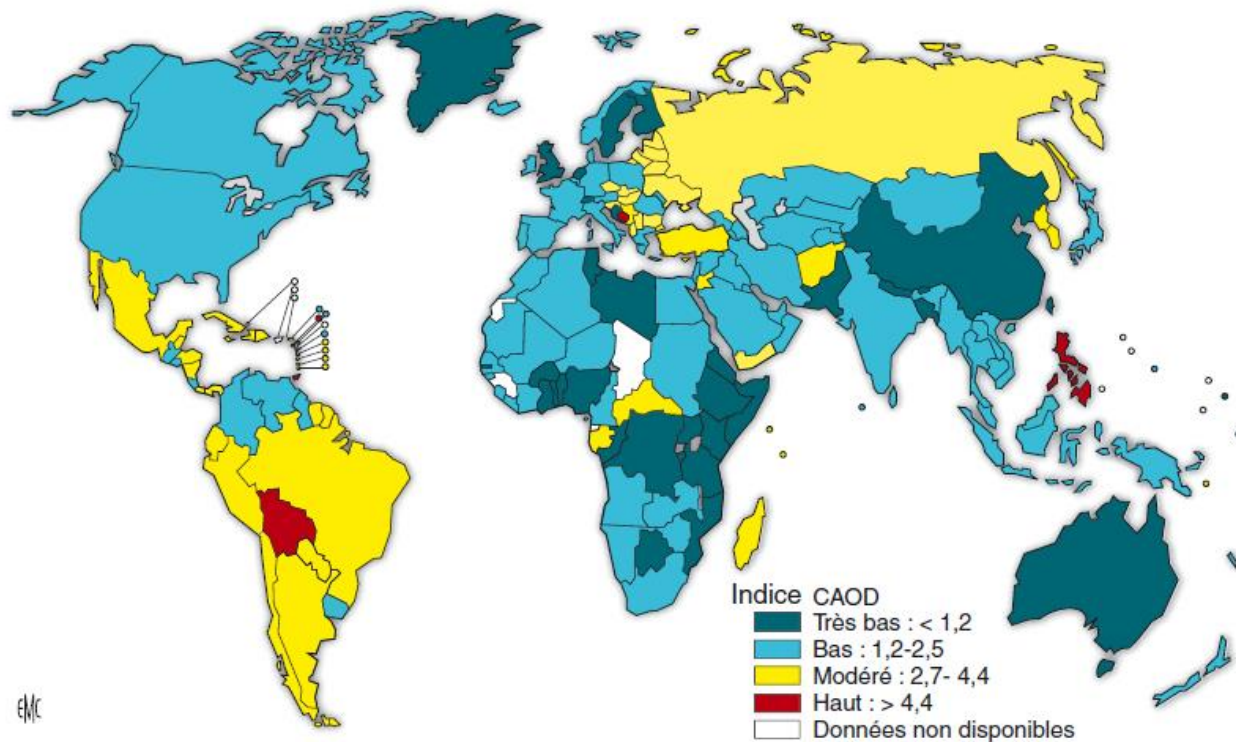 Indice CAOD
Très bas : < 1,2
Bas : 1,2-2,5
Modéré : 2,7- 4,4
Haut : > 4,4
Données non disponibles
EMC